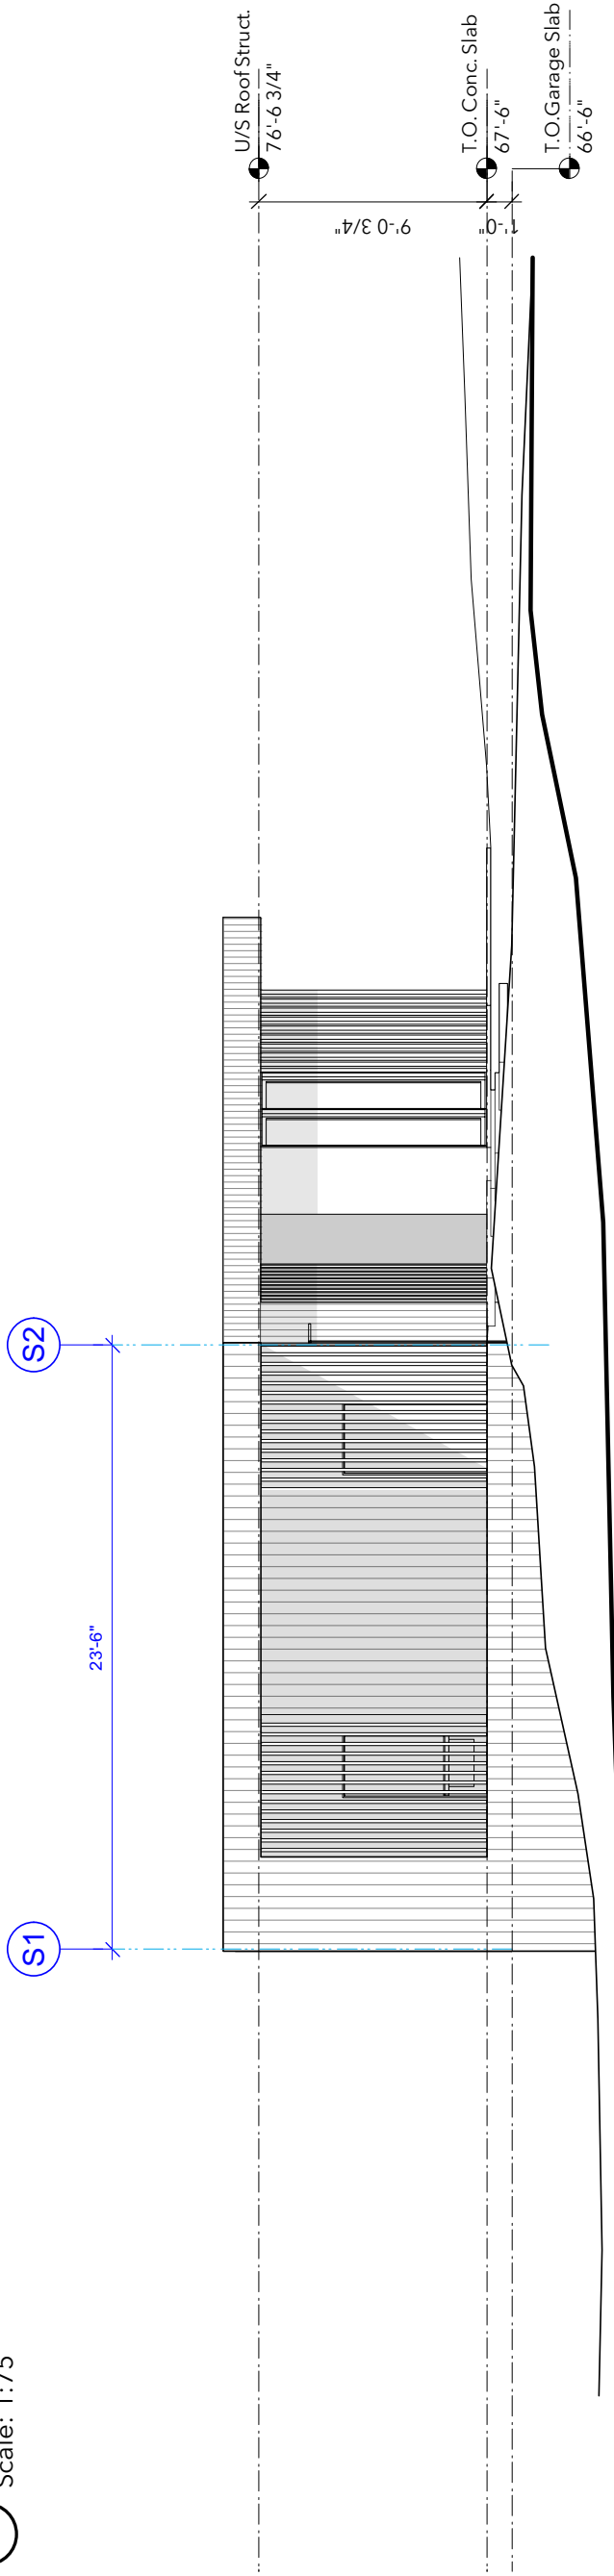 U/S Roof Struct.
76'-6 3/4"
T.O. Conc. Slab
67'-6"
T.O.Garage Slab
66'-6"
9'-0 3/4"
1'-0"
S2
23'-6"
S1
Scale: 1:75